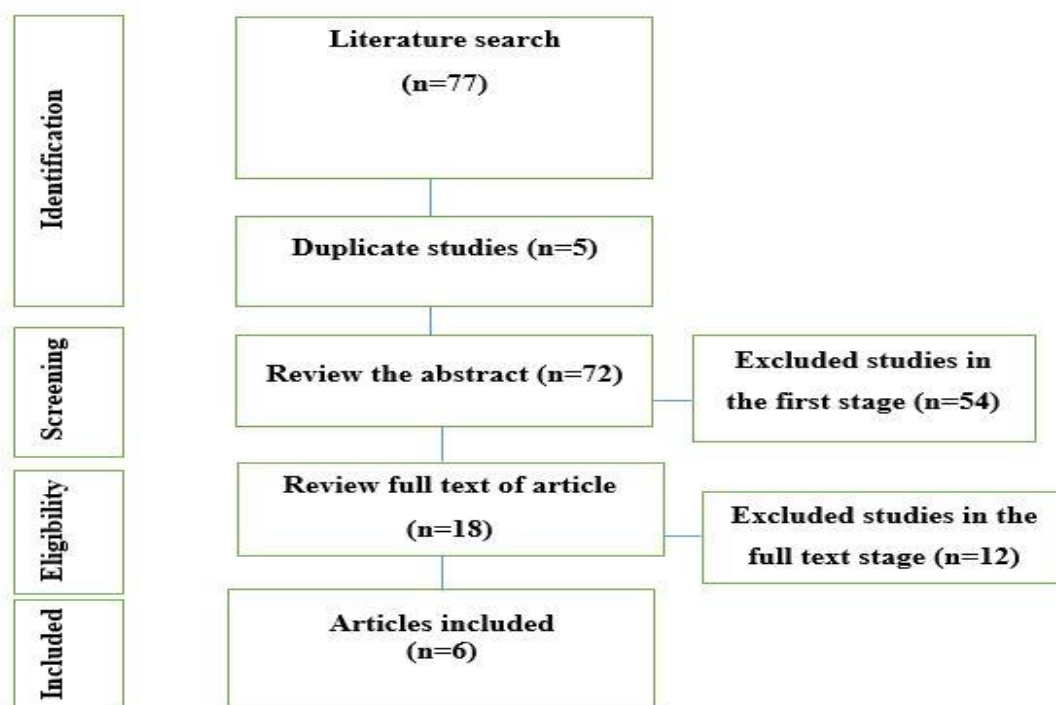 Identification
Literature search
(n=77)
Duplicate studies (n=5)
Screening
Review the abstract (n=72)
Excluded studies in
the first stage (n=54)
Eligibility
Review full text of article
(n=18)
Excluded studies in the
full text stage (n=12)
Included
Articles included
(n=6)